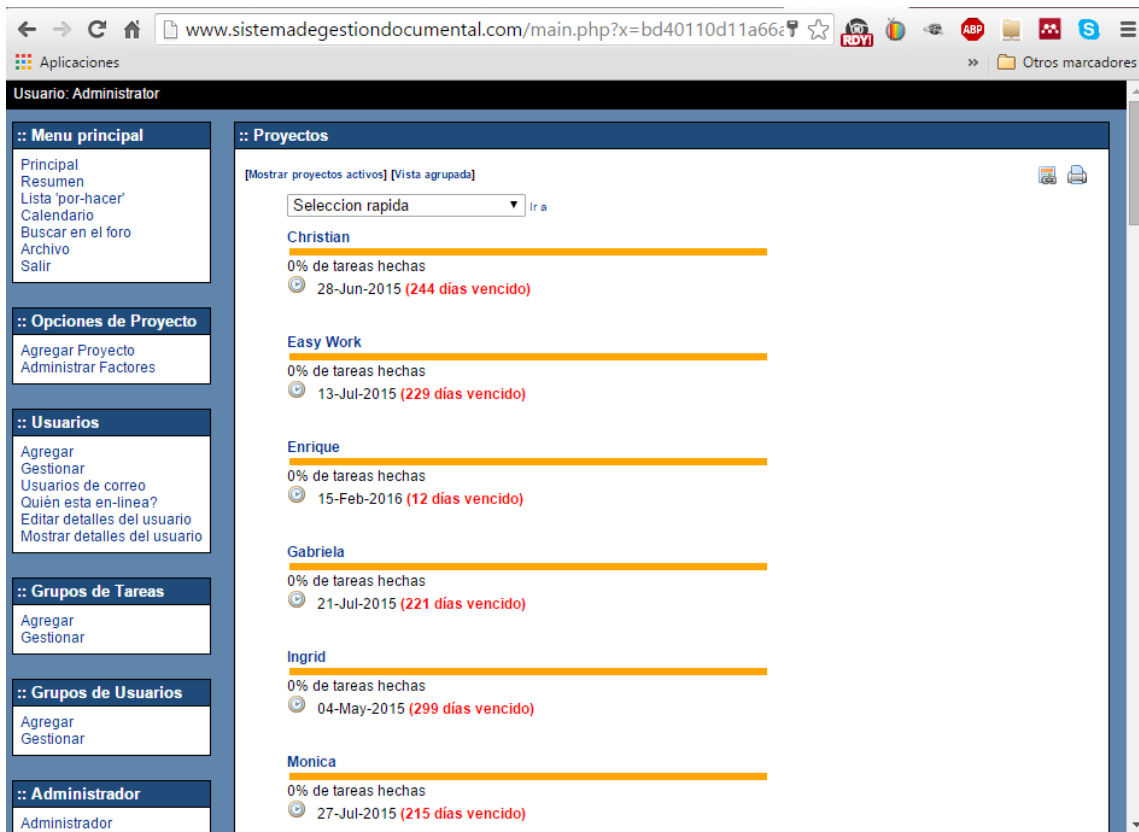 www.sistemadegestiondocumental.com/main.php?x=bd40110d11a66a
RDY!
ABP
Aplicaciones
» Otros marcadores
Usuario: Administrator
:: Menu principal
Principal
Resumen
Lista 'por-hacer'
Calendario
Buscar en el foro
Archivo
Salir
:: Opciones de Proyecto
Agregar Proyecto
Administrar Factores
:: Usuarios
Agregar
Gestionar
Usuarios de correo
Quién esta en-linea?
Editar detalles del usuario
Mostrar detalles del usuario
:: Grupos de Tareas
Agregar
Gestionar
:: Grupos de Usuarios
Agregar
Gestionar
:: Administrador
Administrador
:: Proyectos
[Mostrar proyectos activos] [Vista agrupada]
Seleccion rapida Ir a
Christian
0% de tareas hechas
28-Jun-2015 (244 días vencido)
Easy Work
0% de tareas hechas
13-Jul-2015 (229 días vencido)
Enrique
0% de tareas hechas
15-Feb-2016 (12 días vencido)
Gabriela
0% de tareas hechas
21-Jul-2015 (221 días vencido)
Ingrid
0% de tareas hechas
04-May-2015 (299 días vencido)
Monica
0% de tareas hechas
27-Jul-2015 (215 días vencido)